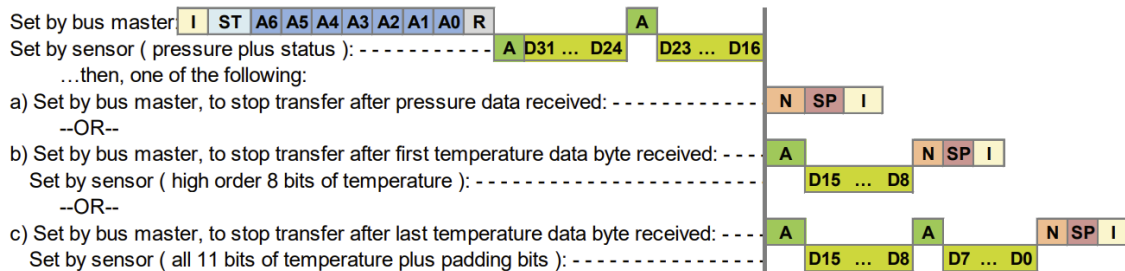 Set by bus master: I ST A6 A5 A4 A3 A2 A1 A0 R A
Set by sensor ( pressure plus status ): - - - - - - - - - - - A D31 ... D24 D23 ... D16
...then, one of the following:
a) Set by bus master, to stop transfer after pressure data received: - - - - - - - - - - - - - N SP I
--OR--
b) Set by bus master, to stop transfer after first temperature data byte received: - - - - A N SP I
Set by sensor ( high order 8 bits of temperature ): - - - - - - - - - - - - - - - - - - - - - - - - D15 ... D8
--OR--
c) Set by bus master, to stop transfer after last temperature data byte received: - - - - A A N SP I
Set by sensor ( all 11 bits of temperature plus padding bits ): - - - - - - - - - - - - - - - - - D15 ... D8 D7 ... D0